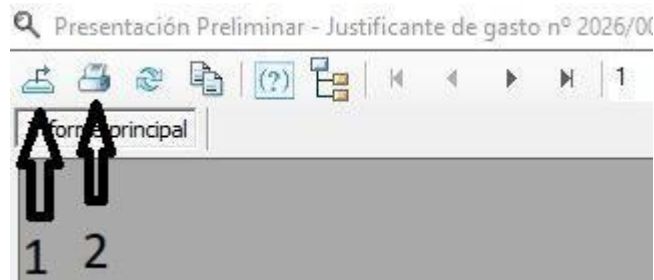 Presentación Preliminar - Justificante de gasto nº 2026/00
(?) 1
principal
1 2